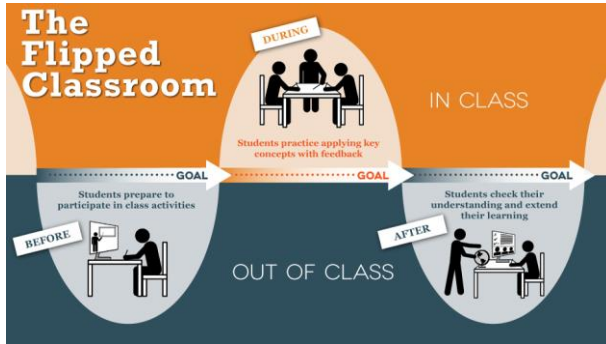 The
Flipped
Classroom
DURING
IN CLASS
Students practice applying key
concepts with feedback
GOAL
GOAL
GOAL
Students prepare to
participate in class activities
BEFORE
OUT OF CLASS
Students check their
understanding and extend
their learning
AFTER